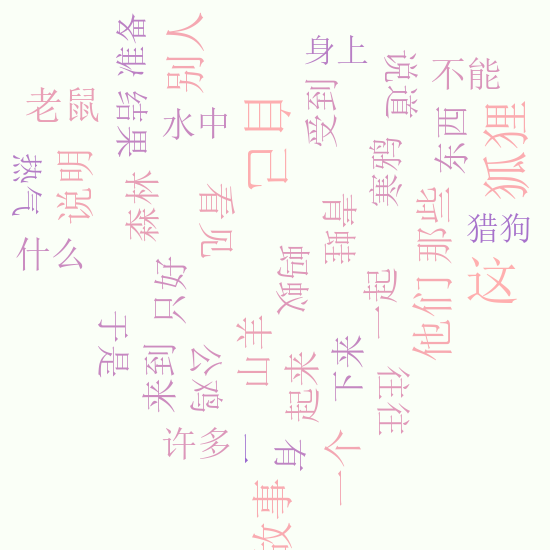 准备
别人
身上
说道
不能
老鼠
结果
水中
自己
受到
东西
狐狸
寒鸦
热气
说明
森林
看见
青蛙
那些
猎狗
什么
只好
蚂蚁
一起
他们
这
于是
来到
公鸡
山羊
起来
下来
往往
许多
一
有
一个
故事